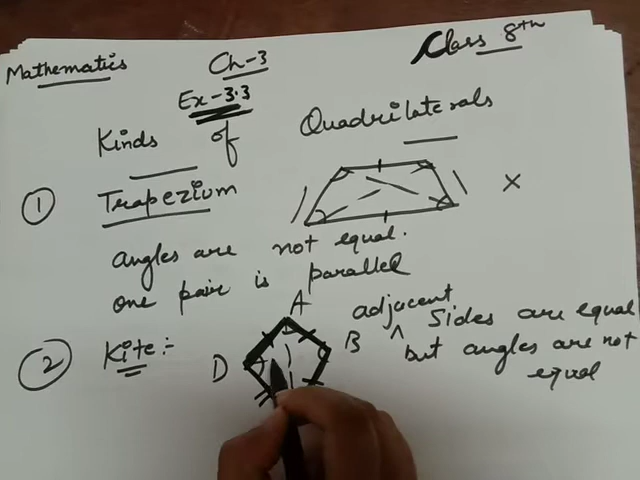 Mathematics Ch-3 Class 8th
Ex-3.3
Kinds of Quadrilaterals
1 Trapezium ×
angles are not equal.
one pair is parallel
2 Kite:-
A
D B
adjacent
^ Sides are equal
but angles are not
equal